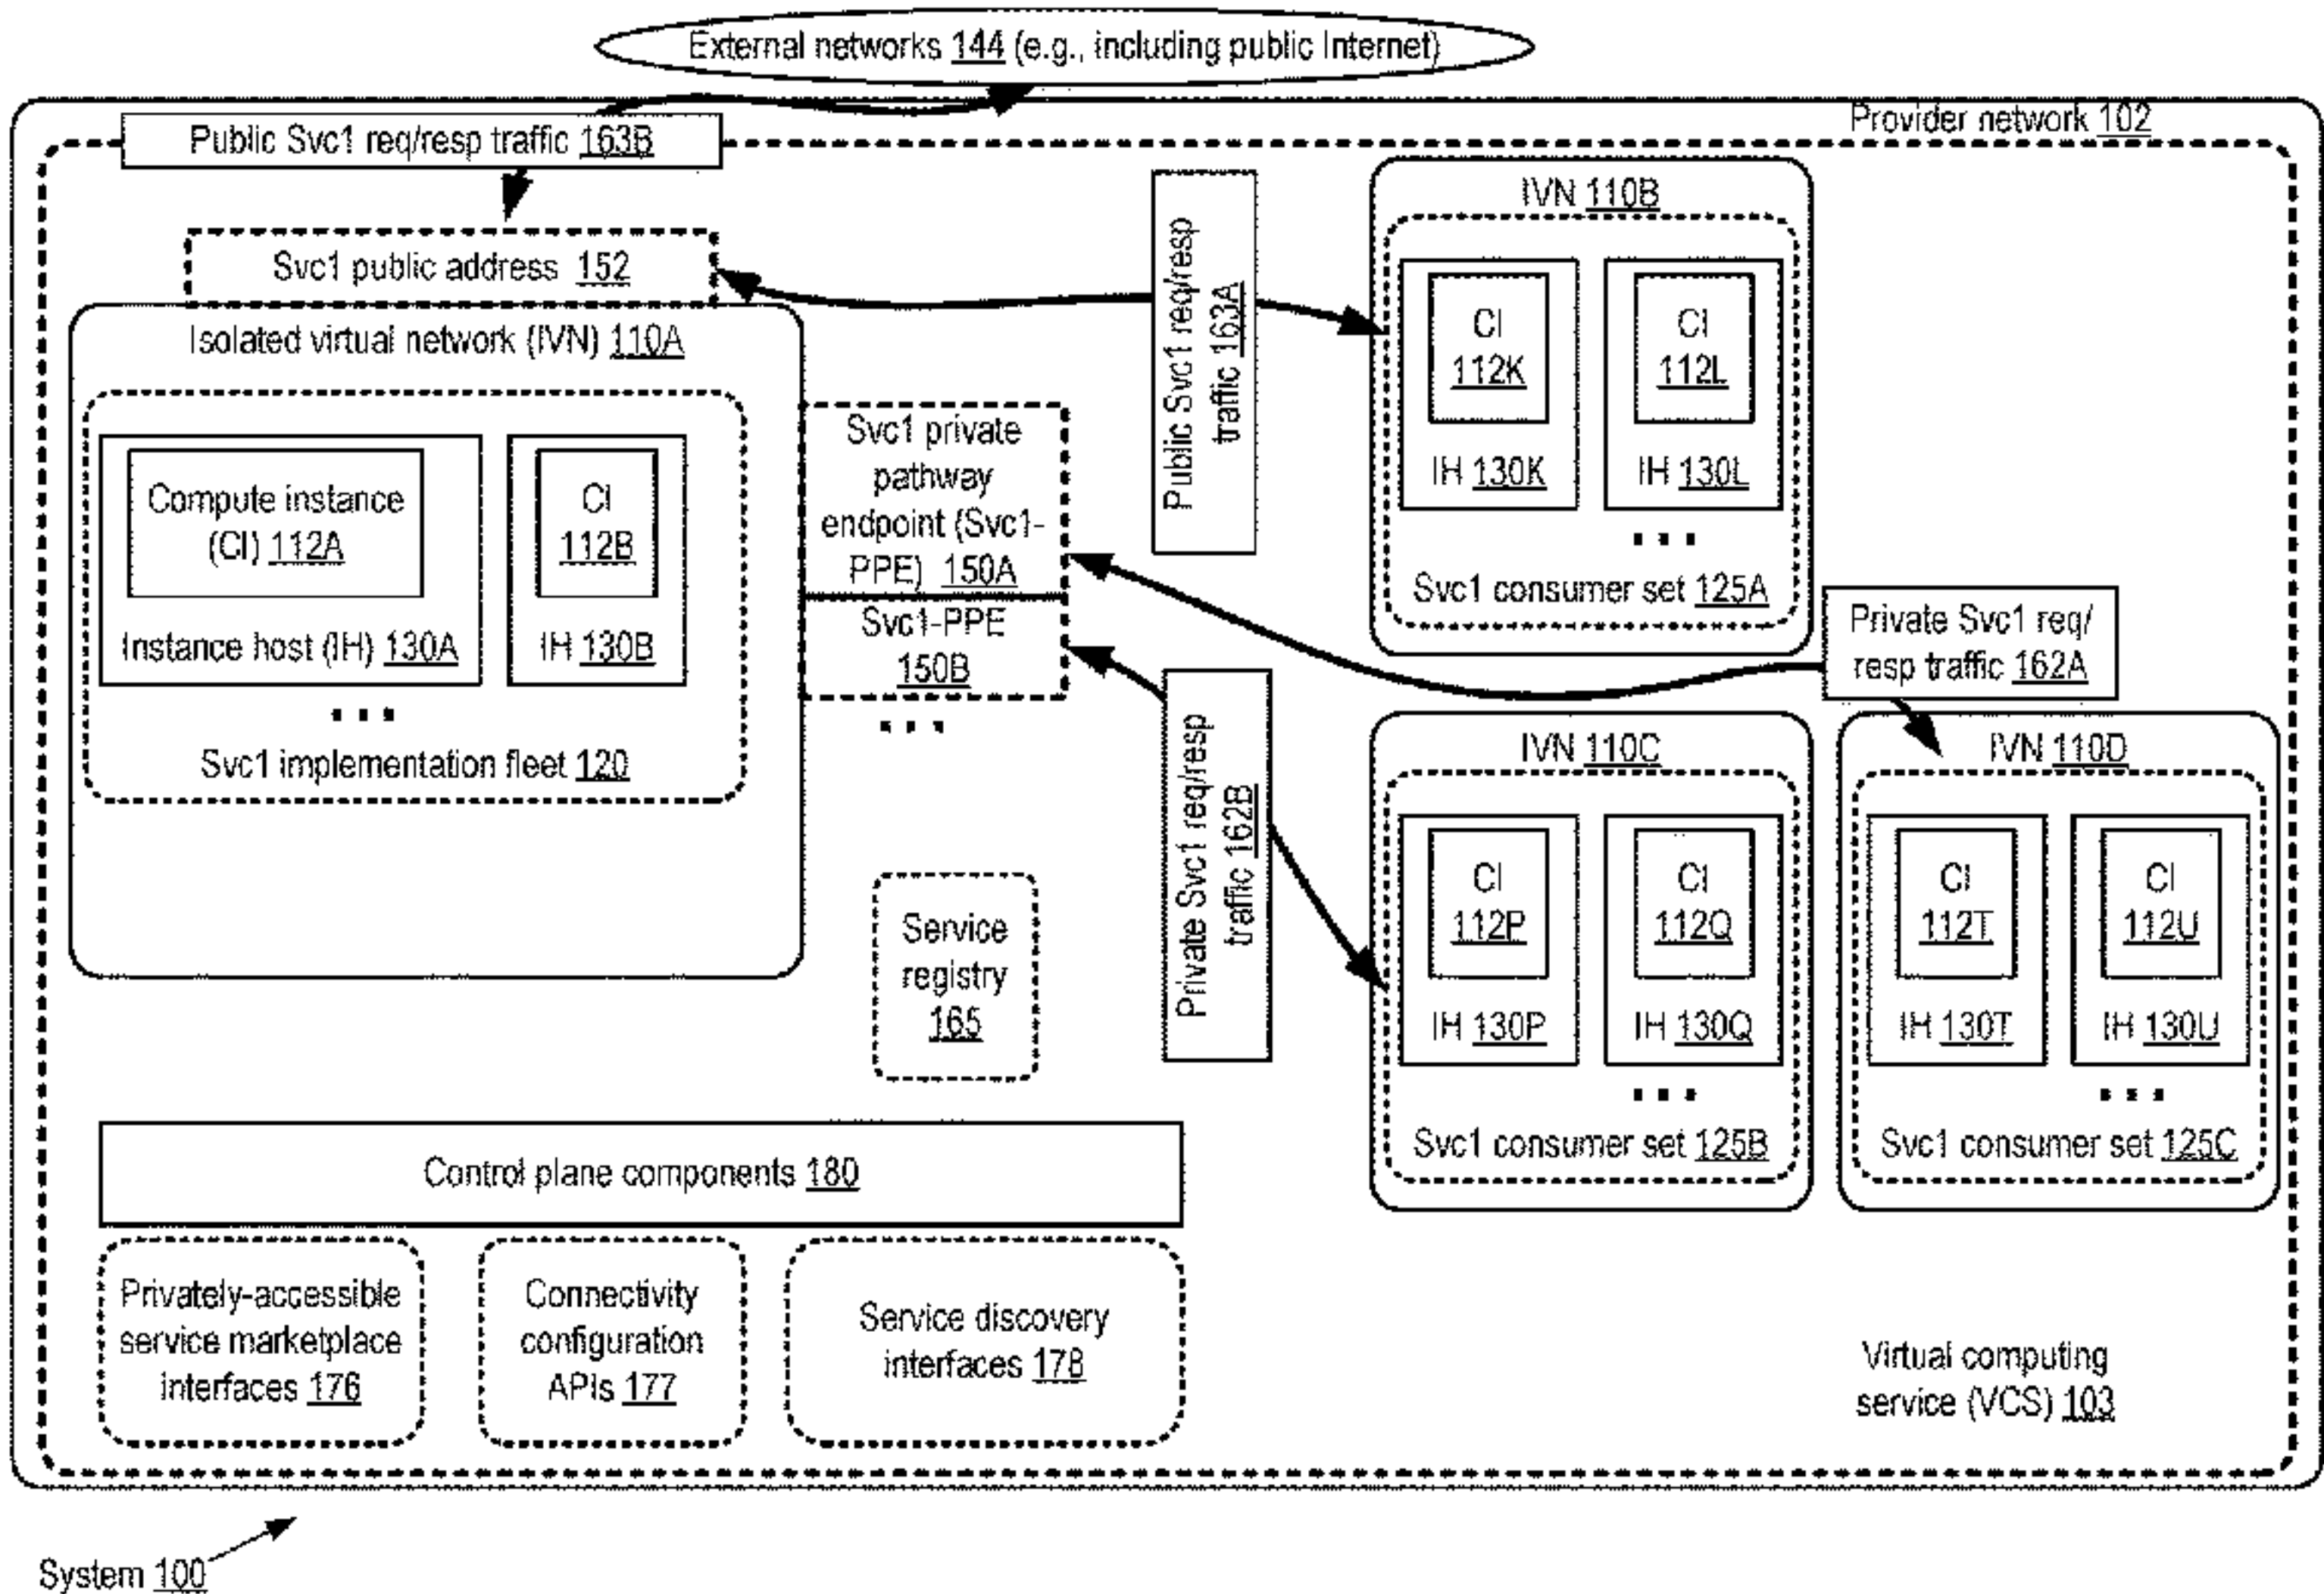 External networks 144 (e.g., including public Internet)
Provider network 102
Public Svc1 req/resp traffic 163B
Svc1 public address 152
Isolated virtual network (IVN) 110A
Compute instance
(CI) 112A
Instance host (IH) 130A
CI
112B
IH 130B
...
Svc1 implementation fleet 120
Svc1 private
pathway
endpoint (Svc1-
PPE) 150A
Svc1-PPE
150B
...
Public Svc1 req/resp
traffic 163A
IVN 110B
CI
112K
IH 130K
CI
112L
IH 130L
...
Svc1 consumer set 125A
Private Svc1 req/
resp traffic 162A
Private Svc1 req/resp
traffic 162B
IVN 110C
CI
112P
IH 130P
CI
112Q
IH 130Q
...
Svc1 consumer set 125B
IVN 110D
CI
112T
IH 130T
CI
112U
IH 130U
...
Svc1 consumer set 125C
Service
registry
165
Control plane components 180
Privately-accessible
service marketplace
interfaces 176
Connectivity
configuration
APIs 177
Service discovery
interfaces 178
Virtual computing
service (VCS) 103
System 100